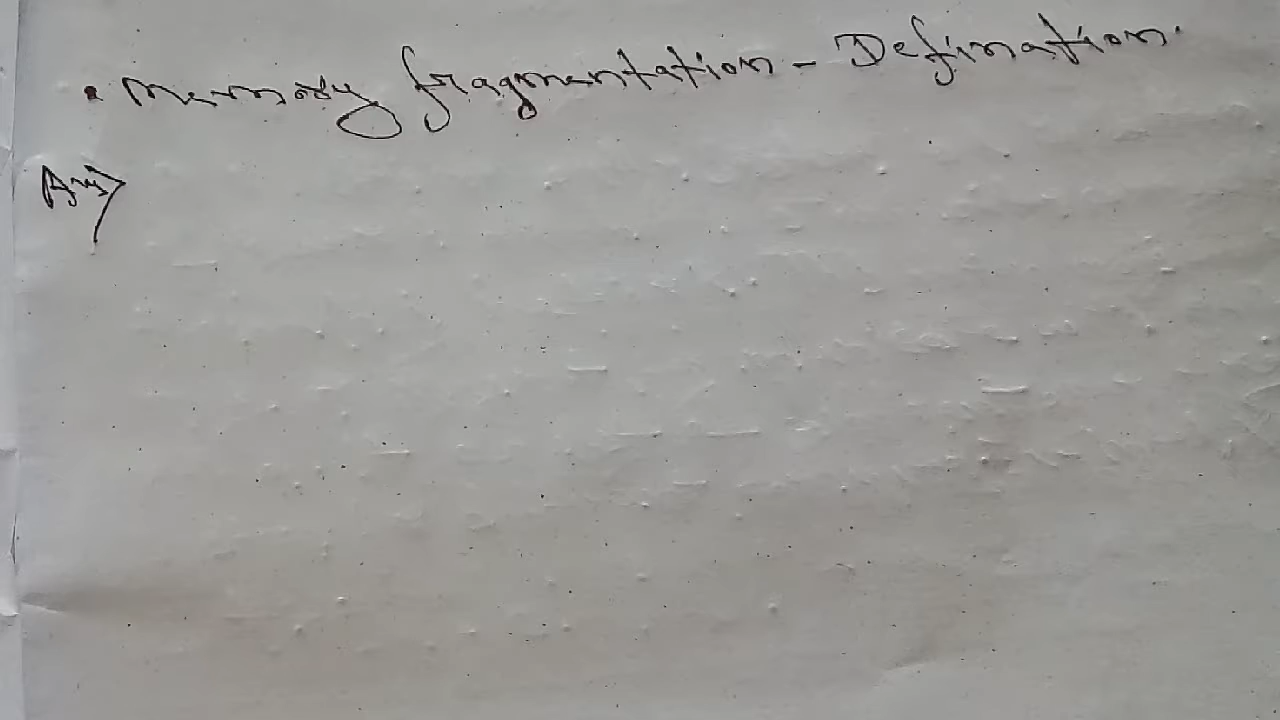 • Memory fragmentation - Defination.
Ans>